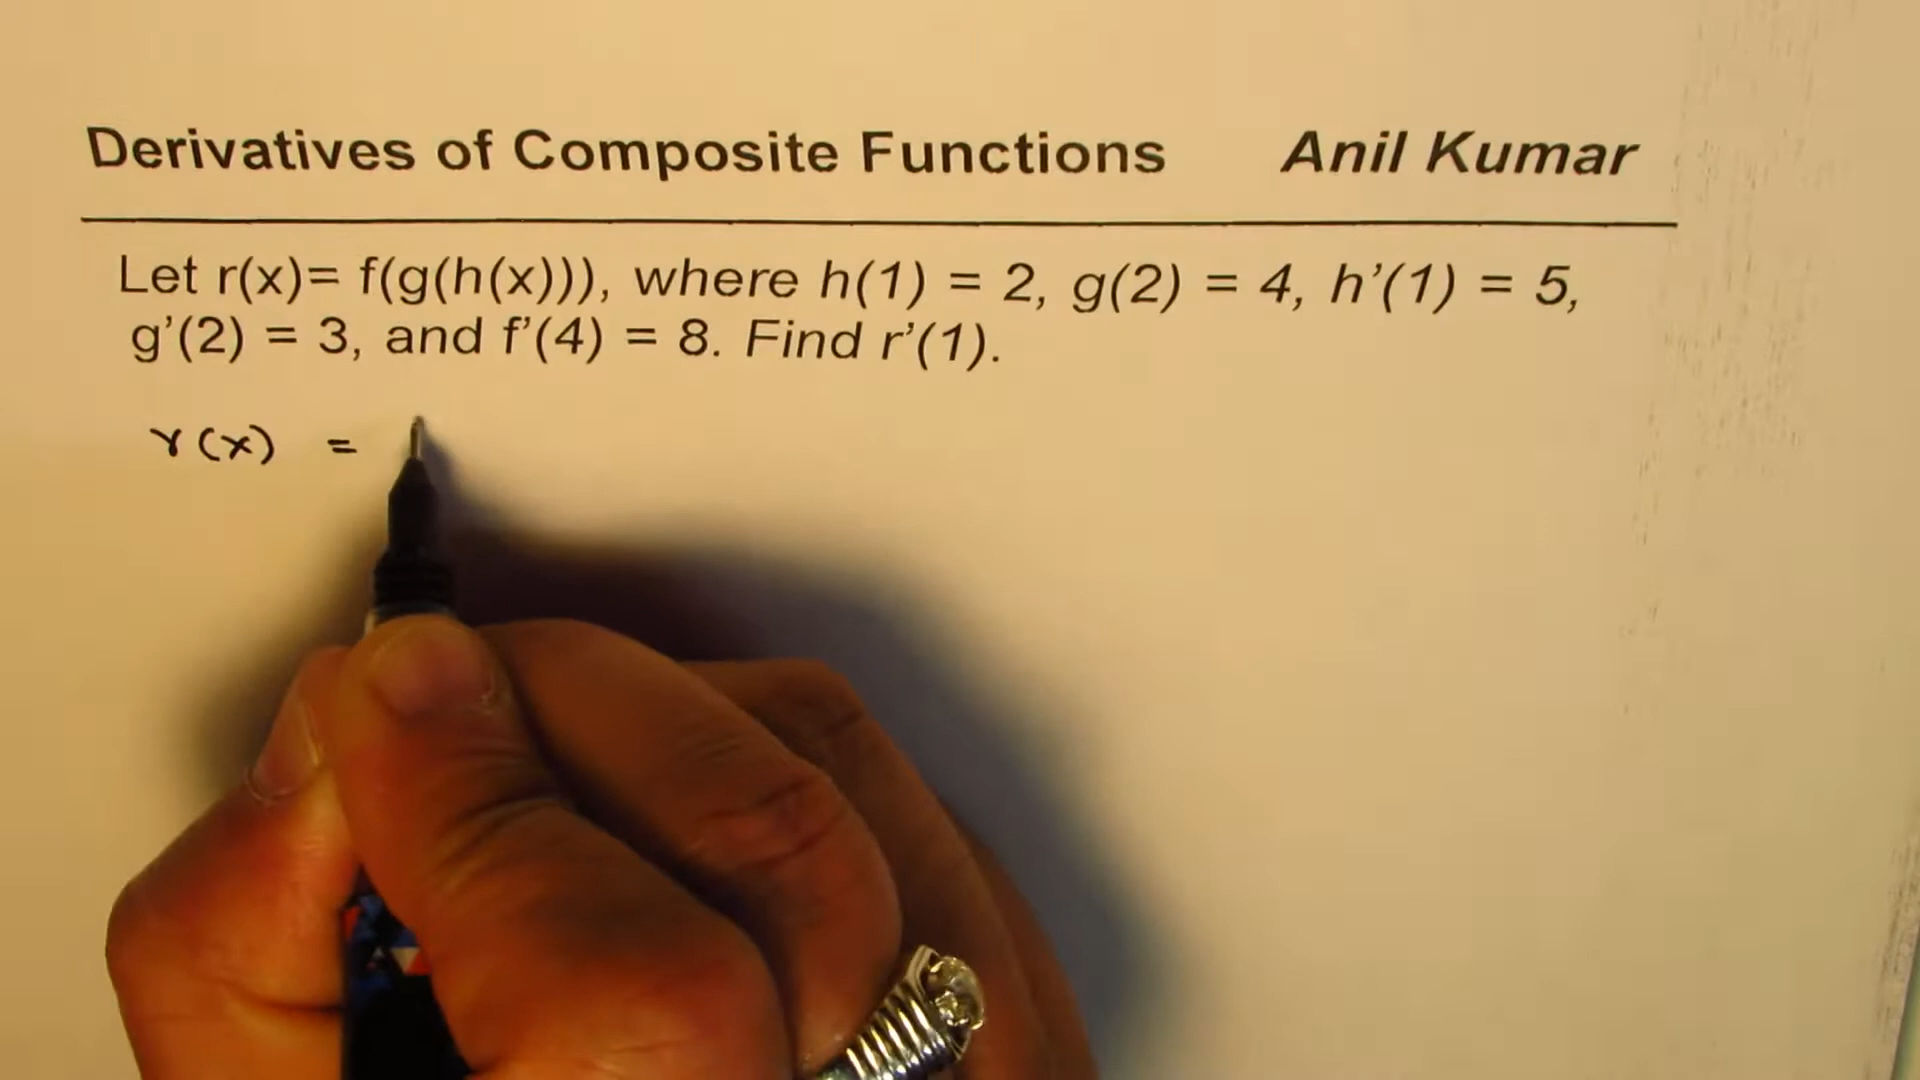 Derivatives of Composite Functions Anil Kumar
Let r(x)= f(g(h(x))), where h(1) = 2, g(2) = 4, h’(1) = 5,
g’(2) = 3, and f’(4) = 8. Find r’(1).
r(x) =